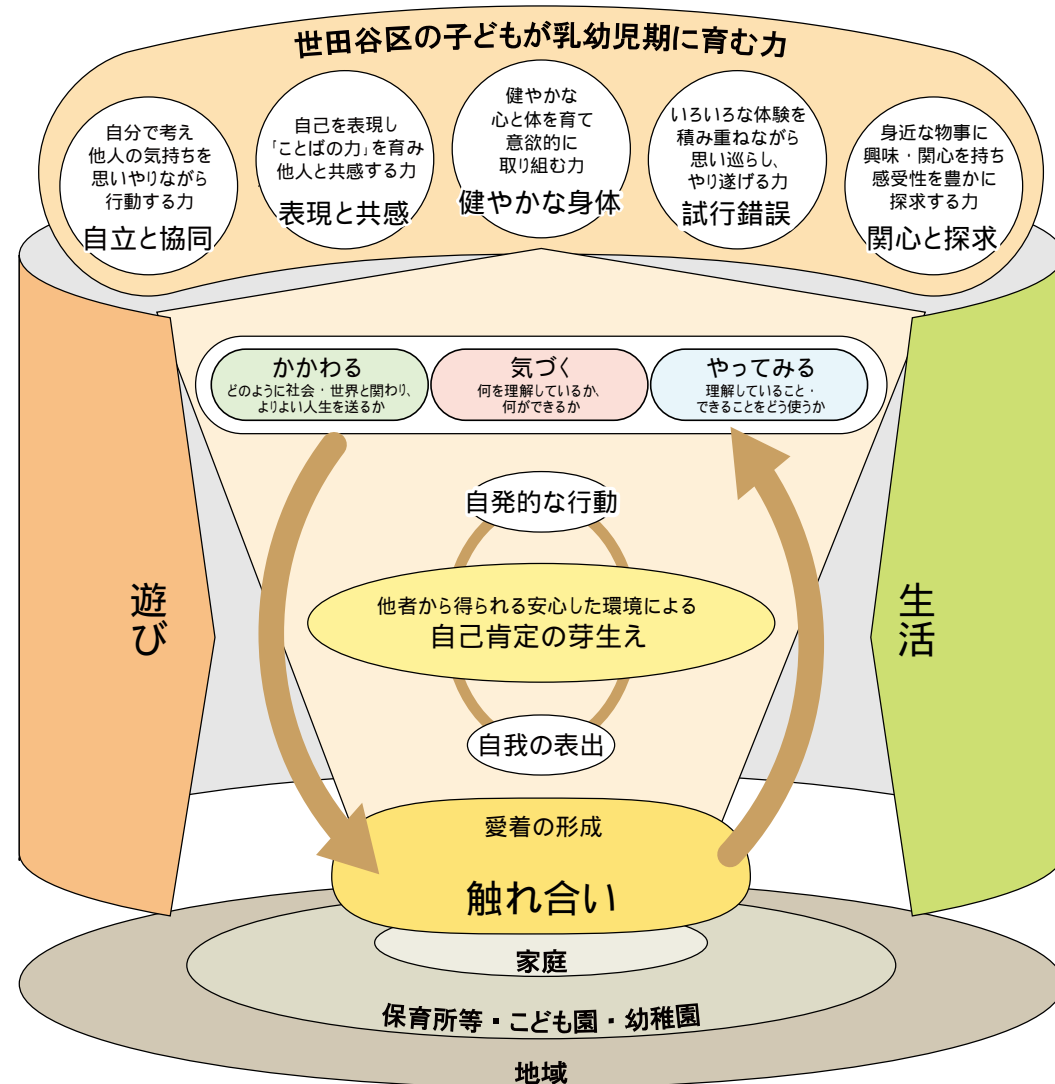 世田谷区の子どもが乳幼児期に育む力
自分で考え
他人の気持ちを
思いやりながら
行動する力
自立と協同
自己を表現し
「ことばの力」を育み
他人と共感する力
表現と共感
健やかな
心と体を育て
意欲的に
取り組む力
健やかな身体
いろいろな体験を
積み重ねながら
思い巡らし、
やり遂げる力
試行錯誤
身近な物事に
興味・関心を持ち
感受性を豊かに
探求する力
関心と探求
かかわる
どのように社会・世界と関わり、
よりよい人生を送るか
気づく
何を理解しているか、
何ができるか
やってみる
理解していること・
できることをどう使うか
自発的な行動
遊び
他者から得られる安心した環境による
自己肯定の芽生え
生活
自我の表出
愛着の形成
触れ合い
家庭
保育所等・こども園・幼稚園
地域